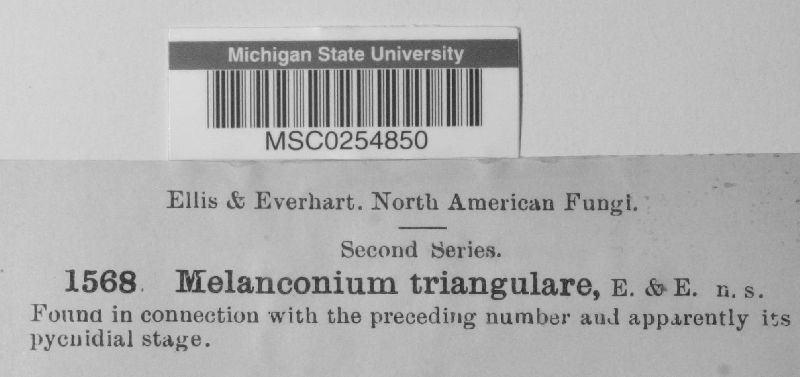 Michigan State University
MSC0254850
Ellis & Everhart. North American Fungi.
Second Series.
1568. Melanconium triangulare, E. & E. n. s.
Found in connection with the preceding number and apparently its
pycnidial stage.